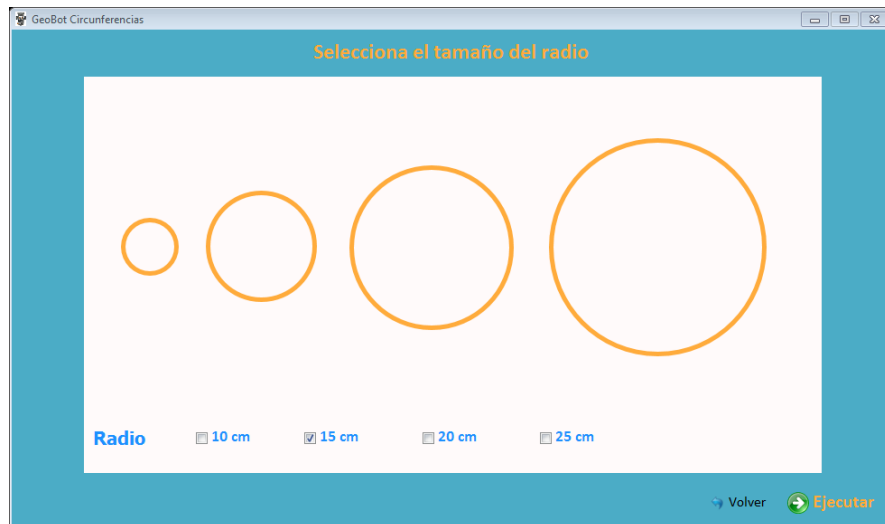 GeoBot Circunferencias
Selecciona el tamaño del radio
Radio 10 cm 15 cm 20 cm 25 cm
Volver Ejecutar